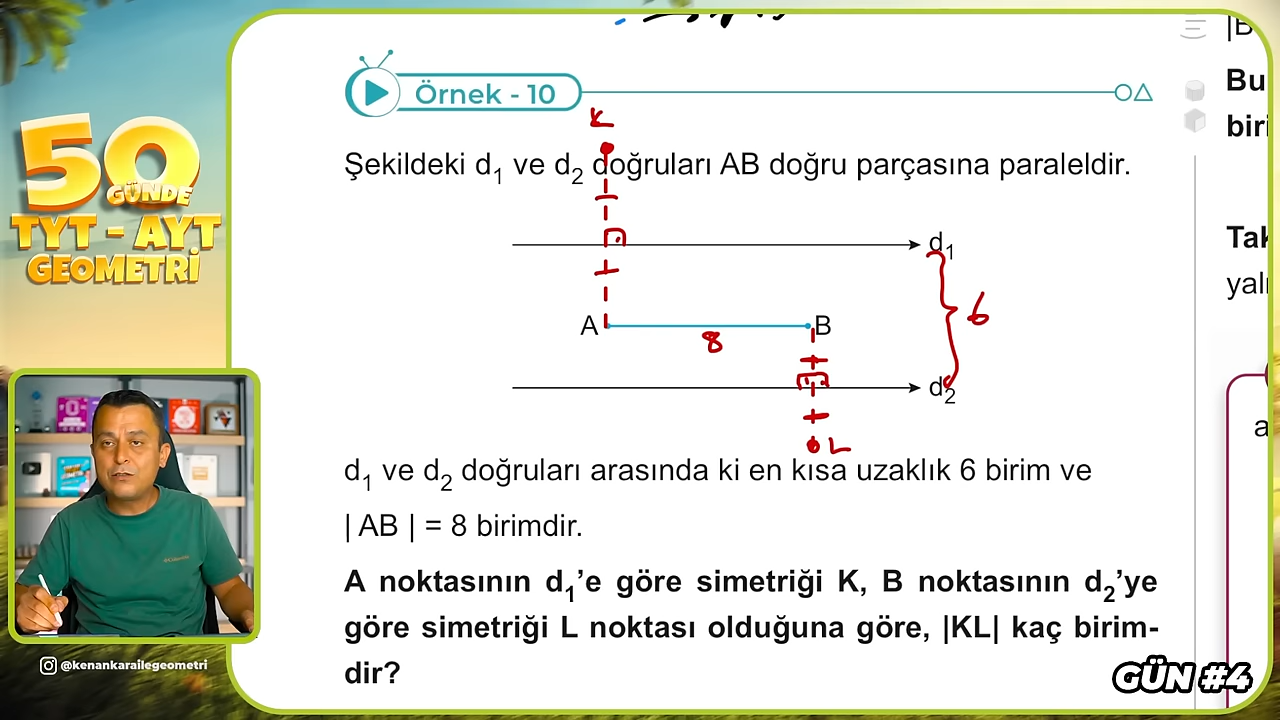 Örnek - 10
K
Şekildeki d₁ ve d₂ doğruları AB doğru parçasına paraleldir.
d₁
6
A
B
8
d₂
L
d₁ ve d₂ doğruları arasında ki en kısa uzaklık 6 birim ve
| AB | = 8 birimdir.
A noktasının d₁'e göre simetriği K, B noktasının d₂'ye
göre simetriği L noktası olduğuna göre, |KL| kaç birim-
dir?
50
GÜNDE
TYT - AYT
GEOMETRİ
@kenankarailegeometri
|B
Bu
biri
Tak
yalı
a
GÜN #4